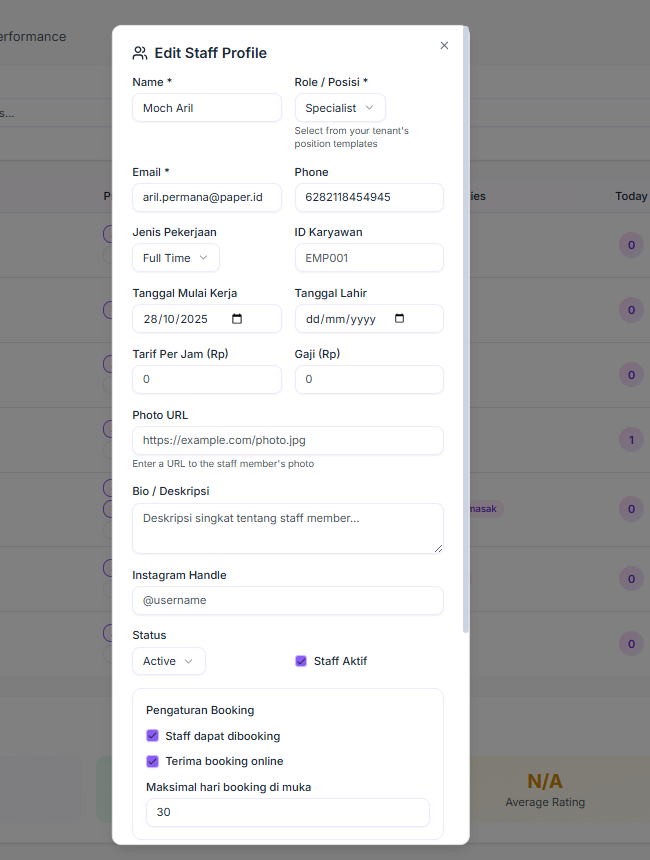 erformance
Edit Staff Profile
Name *
Role / Posisi *
Moch Aril
Specialist
Select from your tenant's
position templates
Email *
Phone
aril.permana@paper.id
6282118454945
Jenis Pekerjaan
ID Karyawan
Full Time
EMP001
Tanggal Mulai Kerja
Tanggal Lahir
28/10/2025
dd/mm/yyyy
Tarif Per Jam (Rp)
Gaji (Rp)
0
0
Photo URL
https://example.com/photo.jpg
Enter a URL to the staff member's photo
Bio / Deskripsi
Deskripsi singkat tentang staff member...
Instagram Handle
@username
Status
Active
Staff Aktif
Pengaturan Booking
Staff dapat dibooking
Terima booking online
Maksimal hari booking di muka
30
s...
P
ies
Today
0
0
0
1
masak
0
0
0
N/A
Average Rating